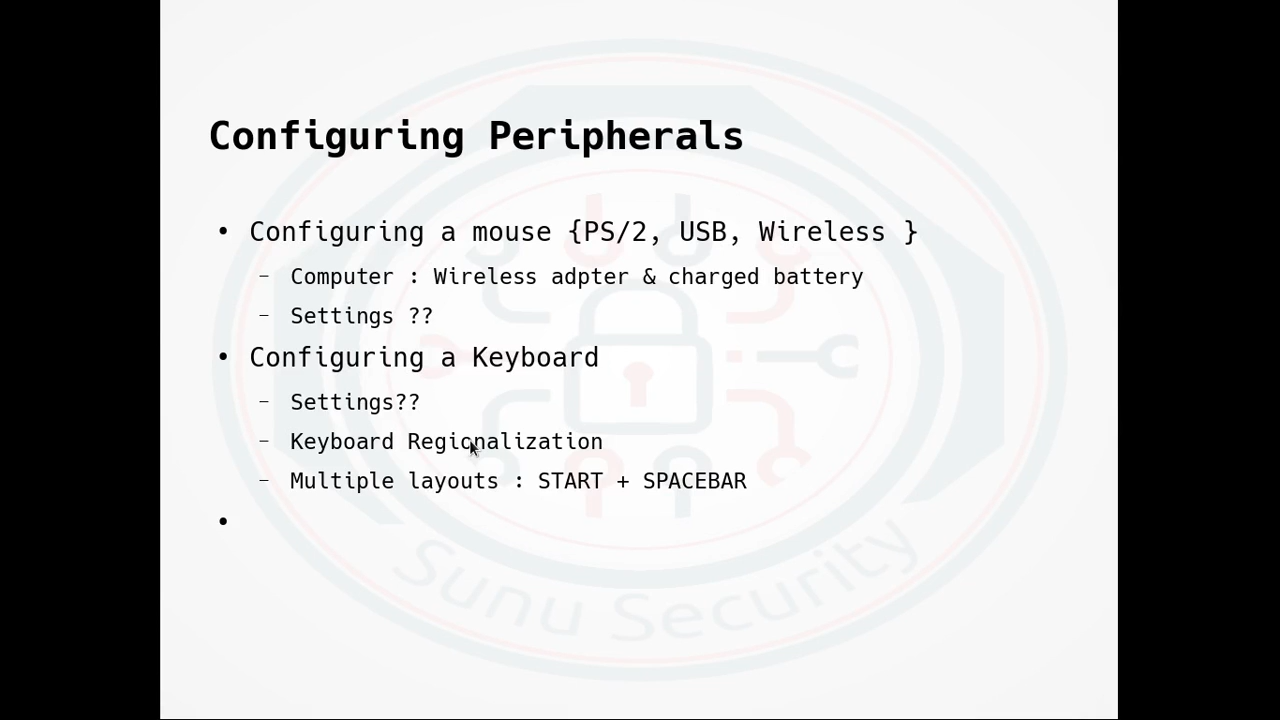 Configuring Peripherals
• Configuring a mouse {PS/2, USB, Wireless }
– Computer : Wireless adpter & charged battery
– Settings ??
• Configuring a Keyboard
– Settings??
– Keyboard Regionalization
– Multiple layouts : START + SPACEBAR
•
Sunu Security